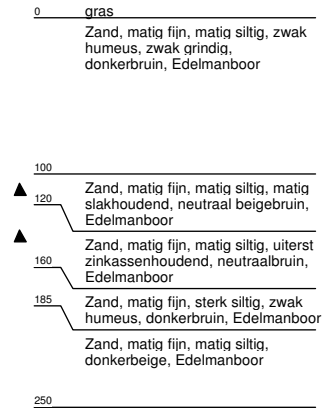 0 gras
Zand, matig fijn, matig siltig, zwak
humeus, zwak grindig,
donkerbruin, Edelmanboor
100
Zand, matig fijn, matig siltig, matig
120 slakhoudend, neutraal beigebruin,
Edelmanboor
Zand, matig fijn, matig siltig, uiterst
160 zinkassenhoudend, neutraalbruin,
Edelmanboor
185 Zand, matig fijn, sterk siltig, zwak
humeus, donkerbruin, Edelmanboor
Zand, matig fijn, matig siltig,
donkerbeige, Edelmanboor
250